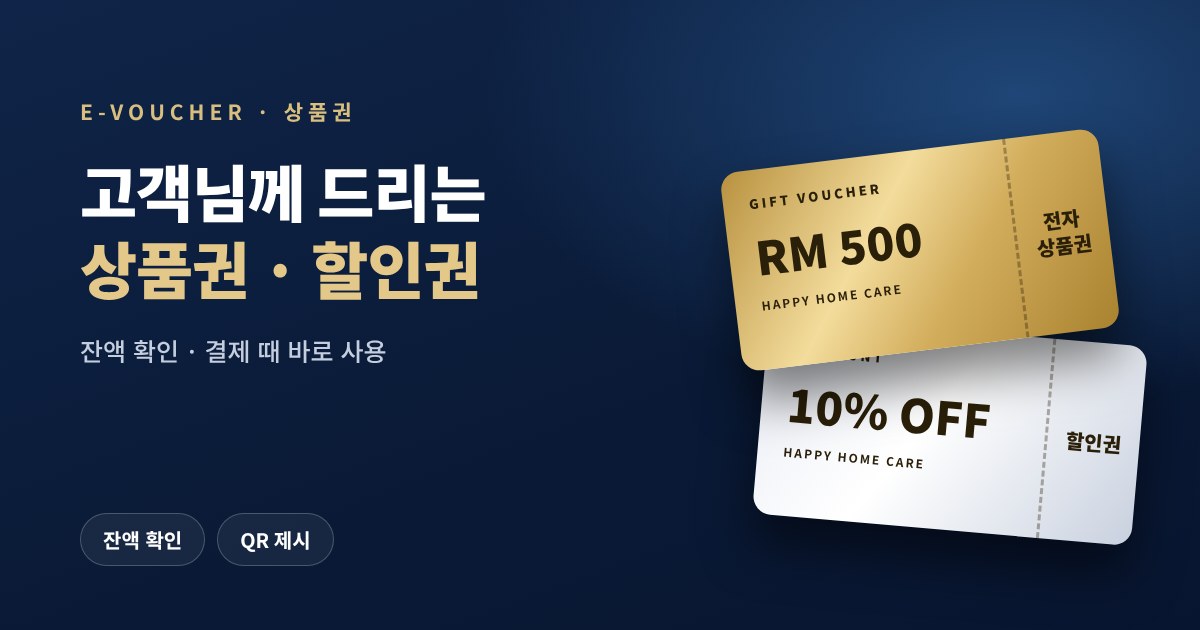 E-VOUCHER · 상품권
고객님께 드리는
상품권 · 할인권
잔액 확인 · 결제 때 바로 사용
잔액 확인
QR 제시
GIFT VOUCHER
RM 500
HAPPY HOME CARE
전자
상품권
10% OFF
HAPPY HOME CARE
할인권